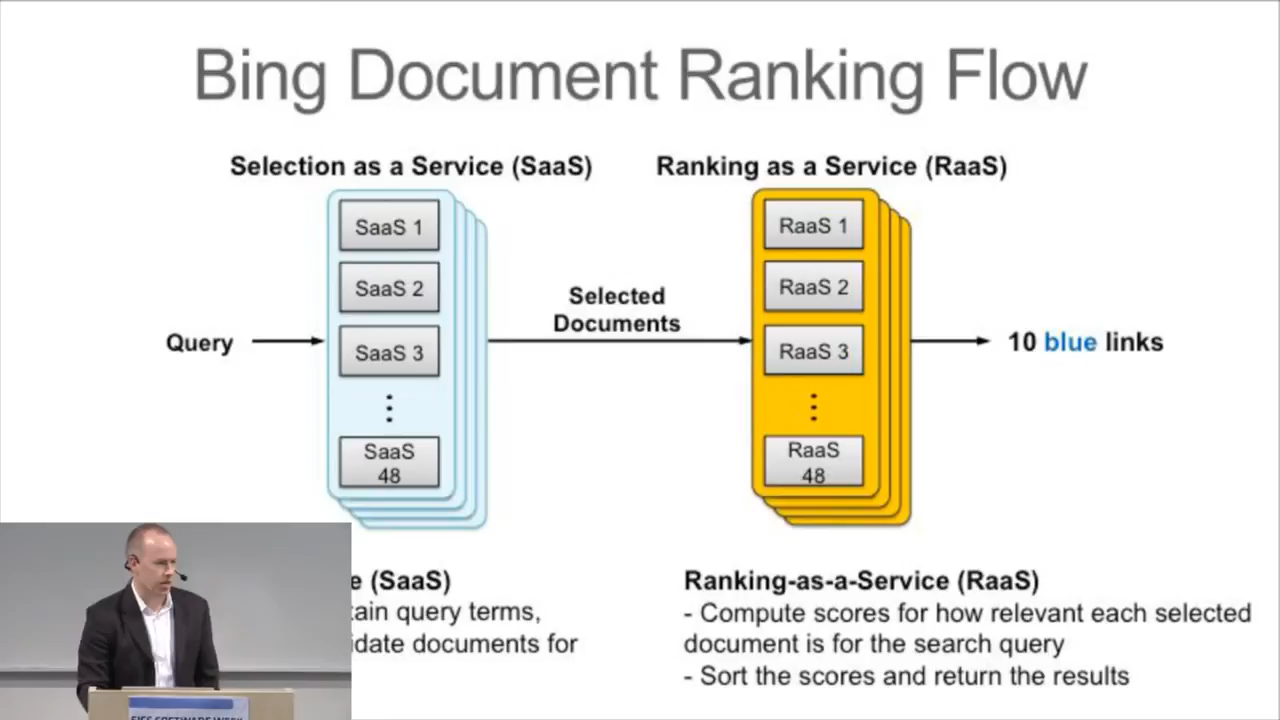 Bing Document Ranking Flow
Selection as a Service (SaaS)
Ranking as a Service (RaaS)
SaaS 1
SaaS 2
SaaS 3
SaaS
48
RaaS 1
RaaS 2
RaaS 3
RaaS
48
Query
Selected
Documents
10 blue links
(SaaS)
query terms,
documents for
Ranking-as-a-Service (RaaS)
- Compute scores for how relevant each selected
document is for the search query
- Sort the scores and return the results
SOFTWARE WEEK